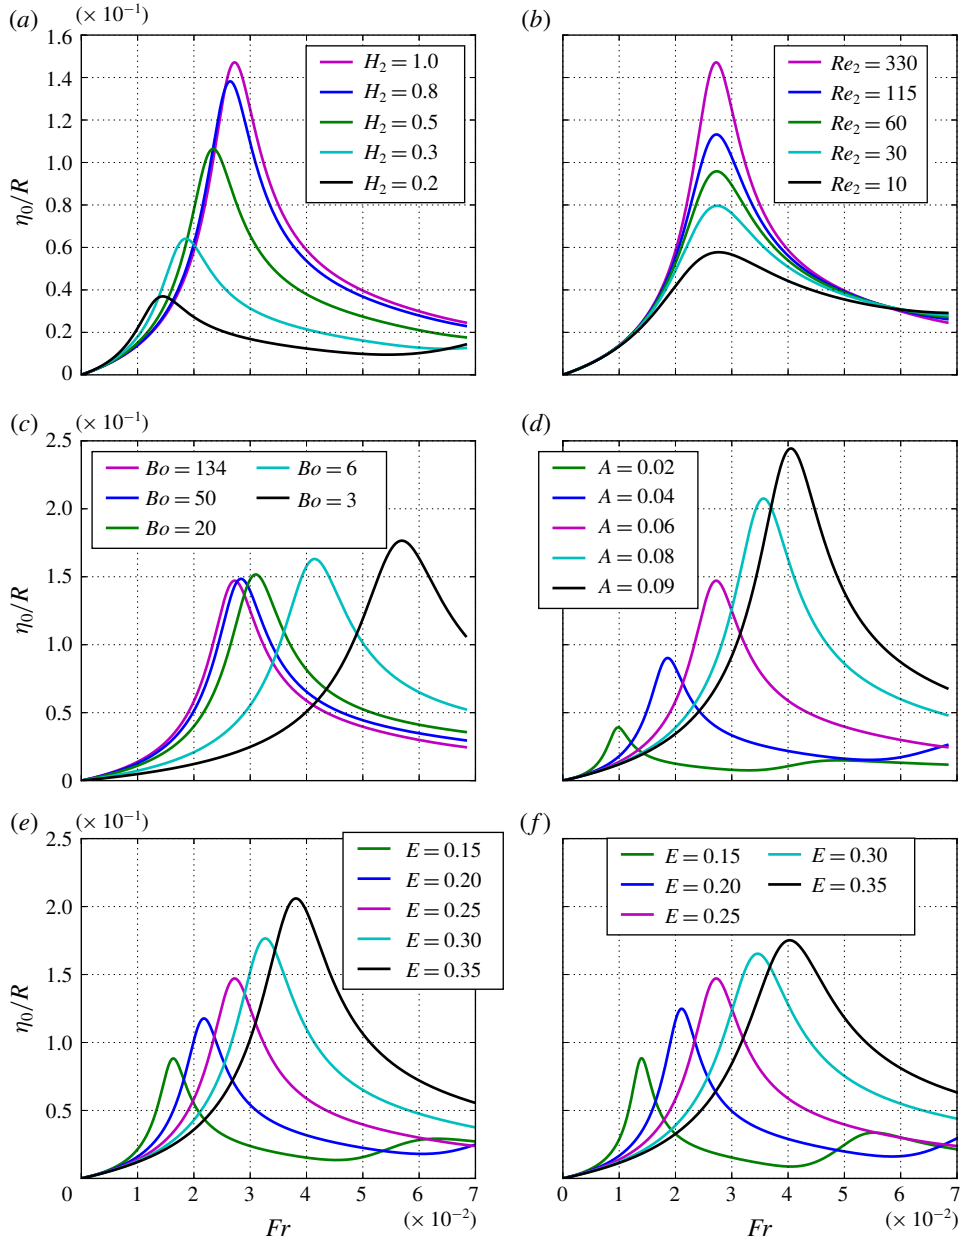 (a) (× 10⁻¹)
1.6
1.4
1.2
1.0
0.8
0.6
0.4
0.2
0
η₀/R
H₂ = 1.0
H₂ = 0.8
H₂ = 0.5
H₂ = 0.3
H₂ = 0.2
(b)
Re₂ = 330
Re₂ = 115
Re₂ = 60
Re₂ = 30
Re₂ = 10
(c) (× 10⁻¹)
2.5
2.0
1.5
1.0
0.5
0
η₀/R
Bo = 134
Bo = 50
Bo = 20
Bo = 6
Bo = 3
(d)
A = 0.02
A = 0.04
A = 0.06
A = 0.08
A = 0.09
(e) (× 10⁻¹)
2.5
2.0
1.5
1.0
0.5
0
η₀/R
E = 0.15
E = 0.20
E = 0.25
E = 0.30
E = 0.35
1 2 3 4 5 6 7
Fr (× 10⁻²)
(f)
E = 0.15
E = 0.20
E = 0.25
E = 0.30
E = 0.35
0 1 2 3 4 5 6 7
Fr (× 10⁻²)